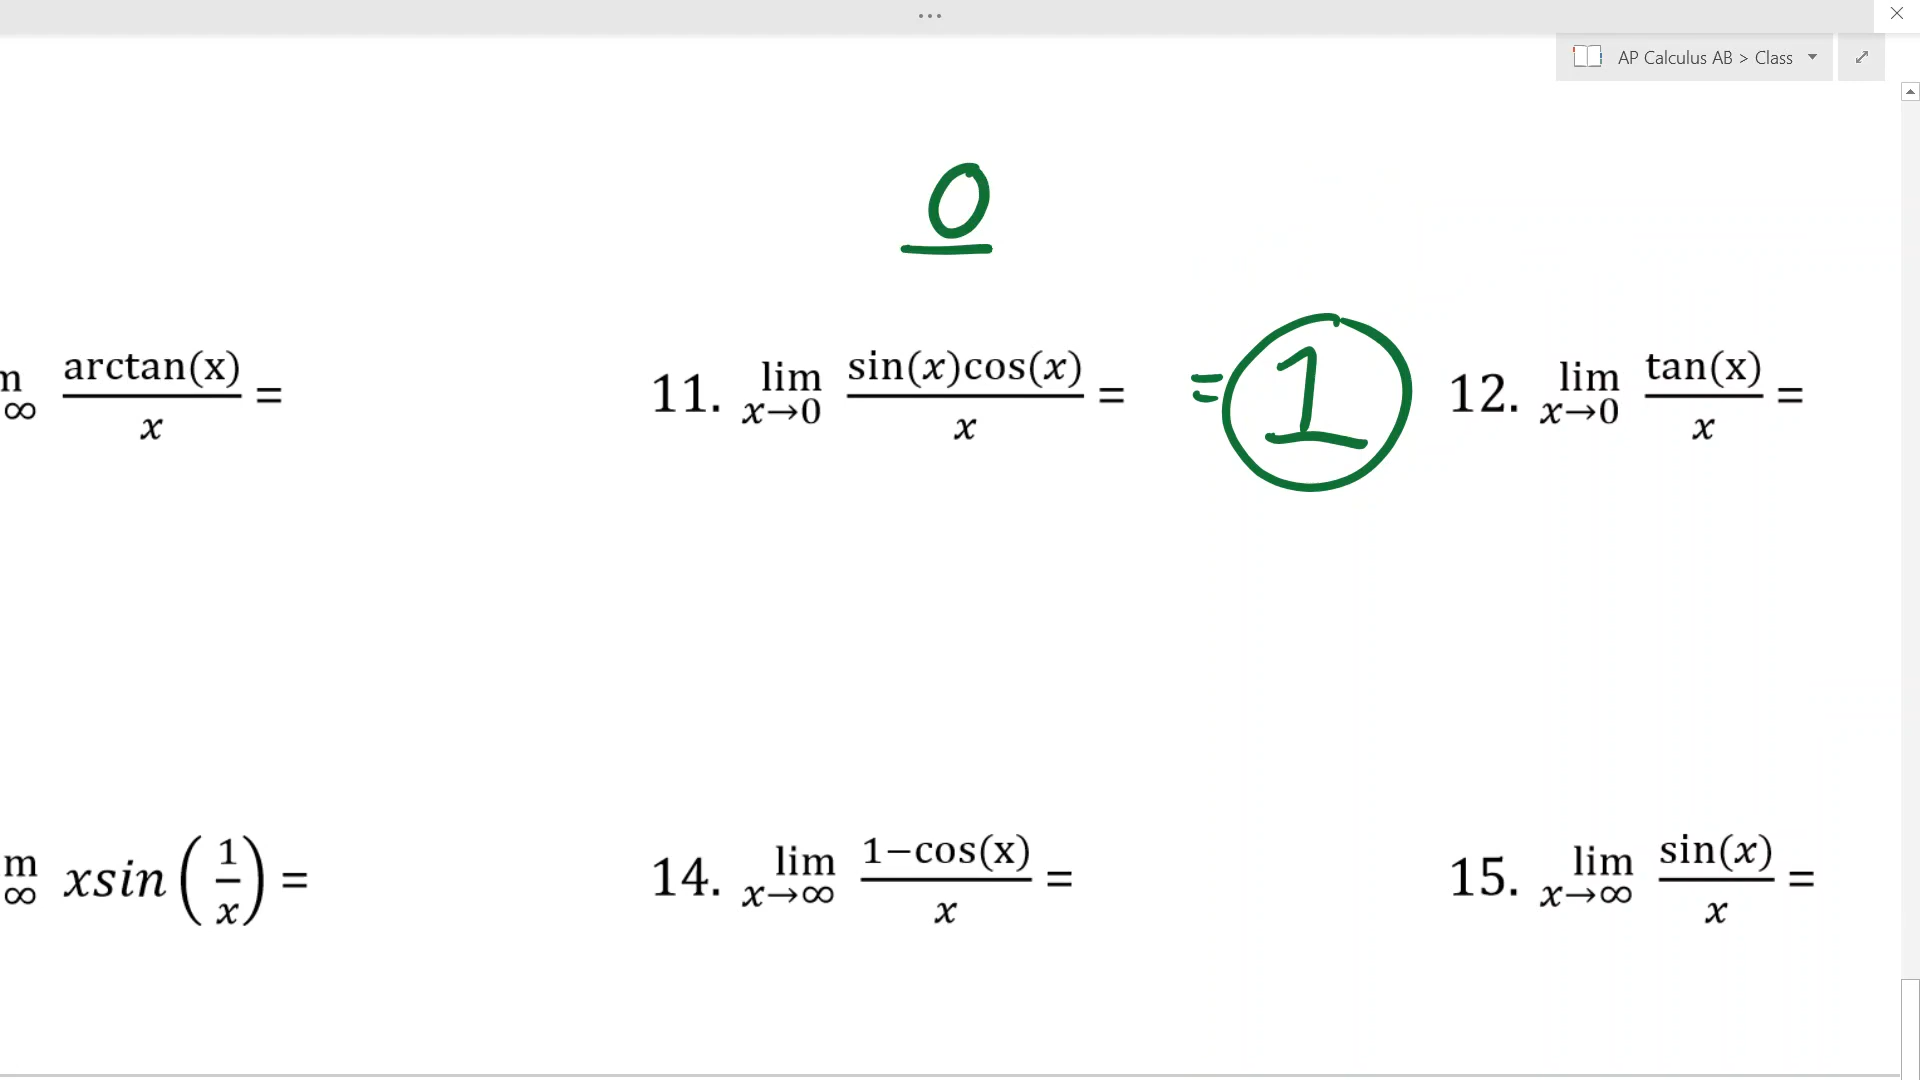 AP Calculus AB > Class
0
∞ arctan(x)/x =
11. lim x→0 sin(x)cos(x)/x = = 1
12. lim x→0 tan(x)/x =
m ∞ xsin(1/x) =
14. lim x→∞ 1−cos(x)/x =
15. lim x→∞ sin(x)/x =